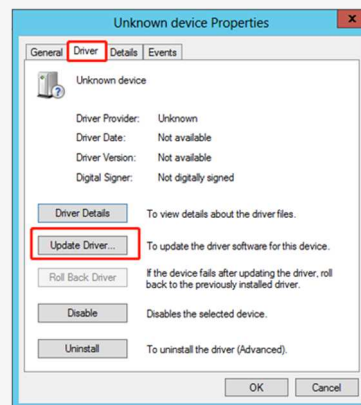 Unknown device Properties
x
General Driver Details Events
Unknown device
Driver Provider: Unknown
Driver Date: Not available
Driver Version: Not available
Digital Signer: Not digitally signed
Driver Details To view details about the driver files.
Update Driver... To update the driver software for this device.
Roll Back Driver If the device fails after updating the driver, roll
back to the previously installed driver.
Disable Disables the selected device.
Uninstall To uninstall the driver (Advanced).
OK Cancel